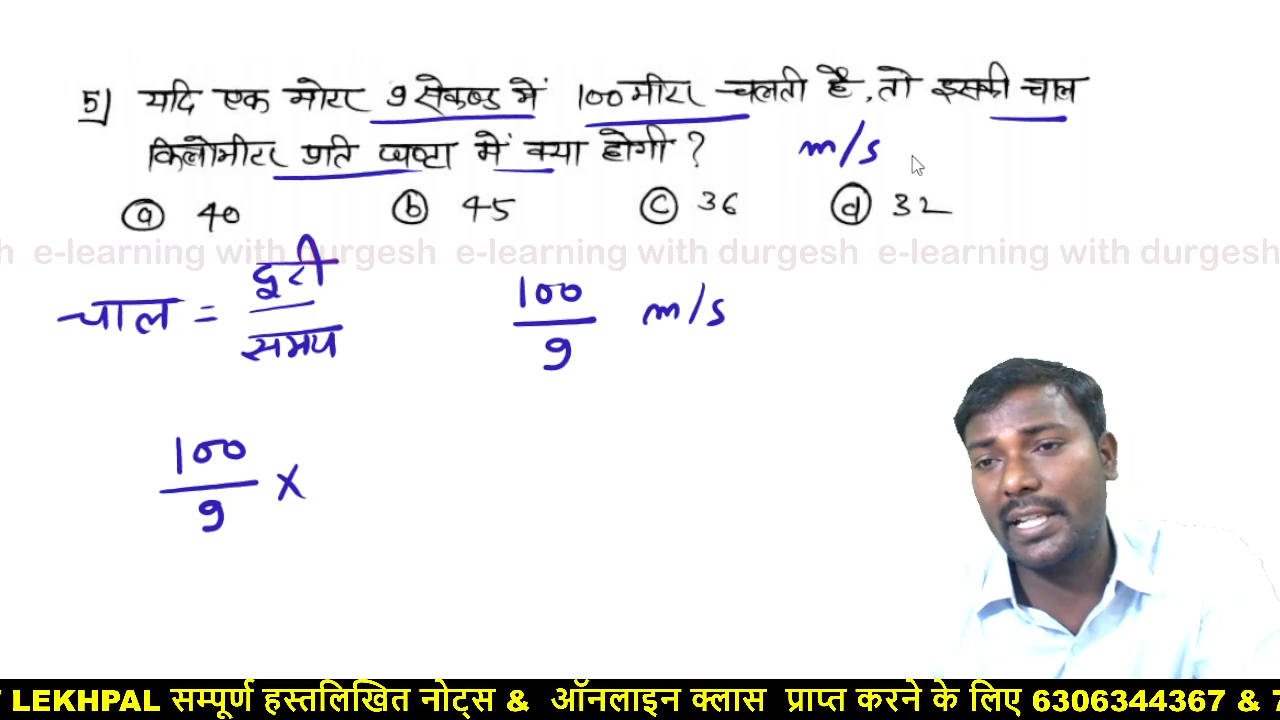 5) यदि एक मोटर 9 सेकण्ड में 100 मीटर चलती है, तो इसकी चाल
किलोमीटर प्रति घण्टा में क्या होगी ?
m/s
(a) 40 (b) 45 (c) 36 (d) 32
h e-learning with durgesh e-learning with durgesh e-learning with durgesh
चाल = दूरी
समय
100
9
m/s
100
9
×
LEKHPAL सम्पूर्ण हस्तलिखित नोट्स & ऑनलाइन क्लास प्राप्त करने के लिए 6306344367 & 7